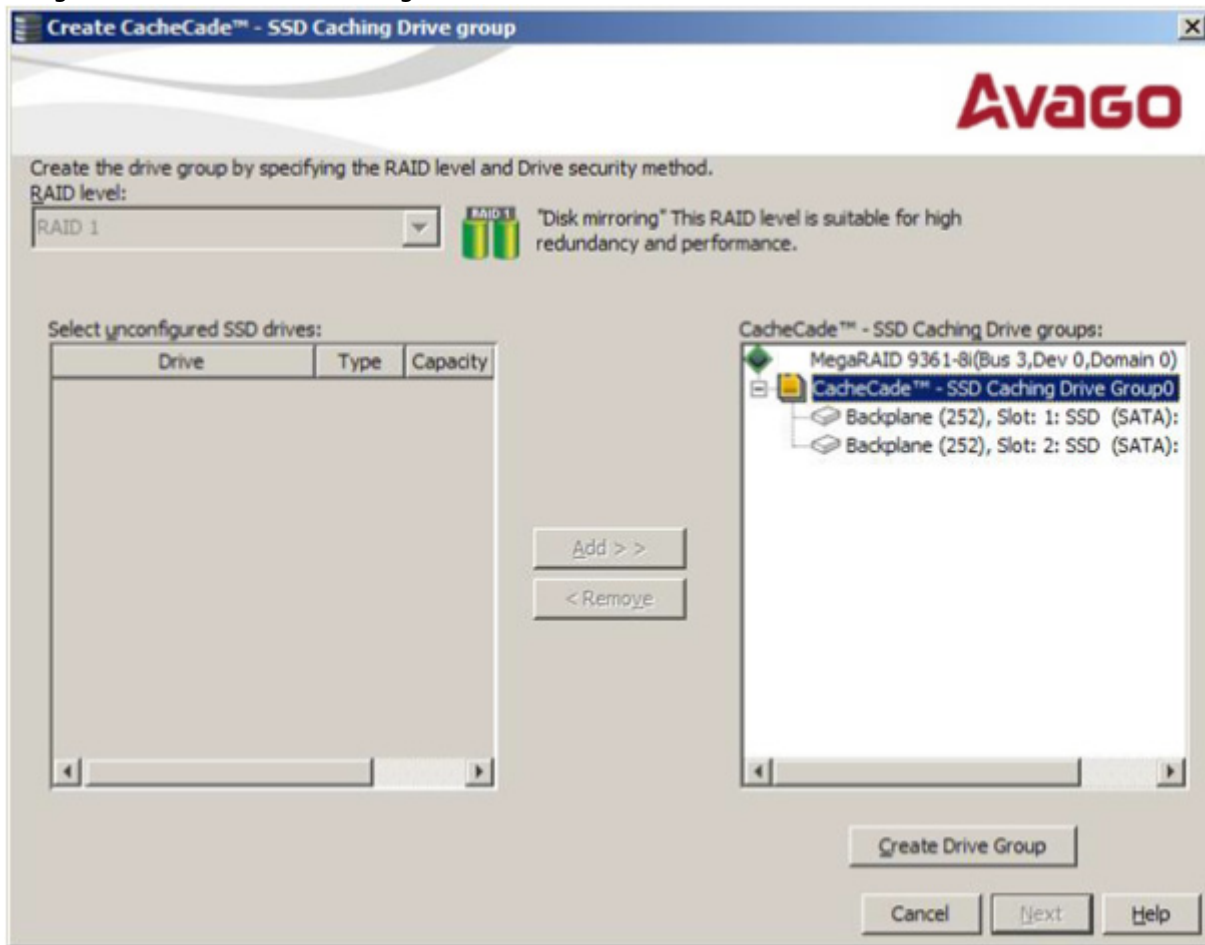 Create CacheCade™ - SSD Caching Drive group
Avago
Create the drive group by specifying the RAID level and Drive security method.
RAID level:
RAID 1
RAID 1
"Disk mirroring" This RAID level is suitable for high
redundancy and performance.
Select unconfigured SSD drives:
Drive Type Capacity
CacheCade™ - SSD Caching Drive groups:
MegaRAID 9361-8i(Bus 3,Dev 0,Domain 0)
CacheCade™ - SSD Caching Drive Group0
Backplane (252), Slot: 1: SSD (SATA):
Backplane (252), Slot: 2: SSD (SATA):
Add > >
< Remove
Create Drive Group
Cancel Next Help